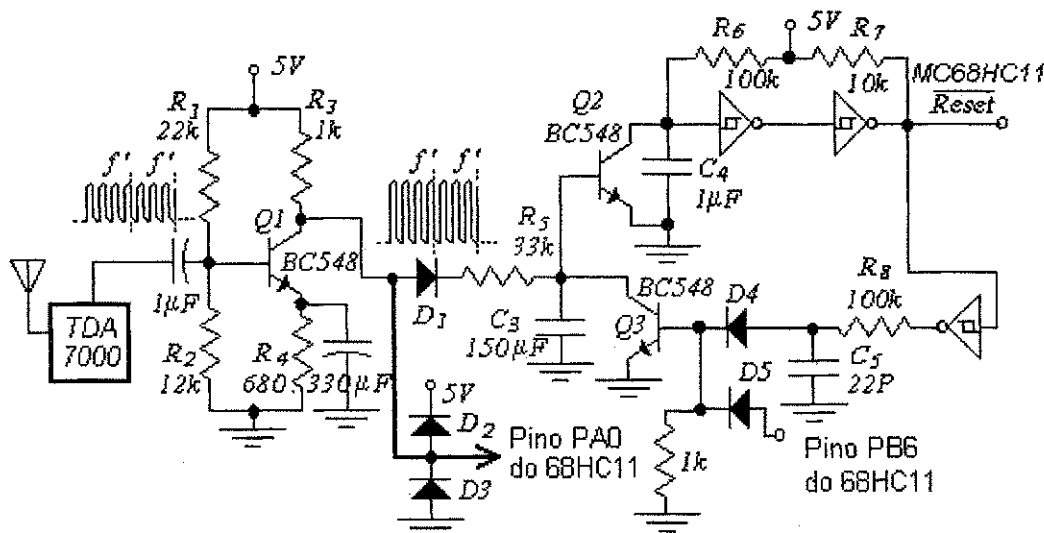 5V
R1
22k
R3
1k
f' f'
1µF
TDA
7000
R2
12k
Q1
BC548
R4
680
330µF
f' f'
D1
5V
D2
D3
Pino PA0
do 68HC11
R5
33k
C3
150µF
Q2
BC548
C4
1µF
R6
100k
5V
R7
10k
MC68HC11
Reset
BC548
Q3
D4
R8
100k
C5
22P
D5
1k
Pino PB6
do 68HC11